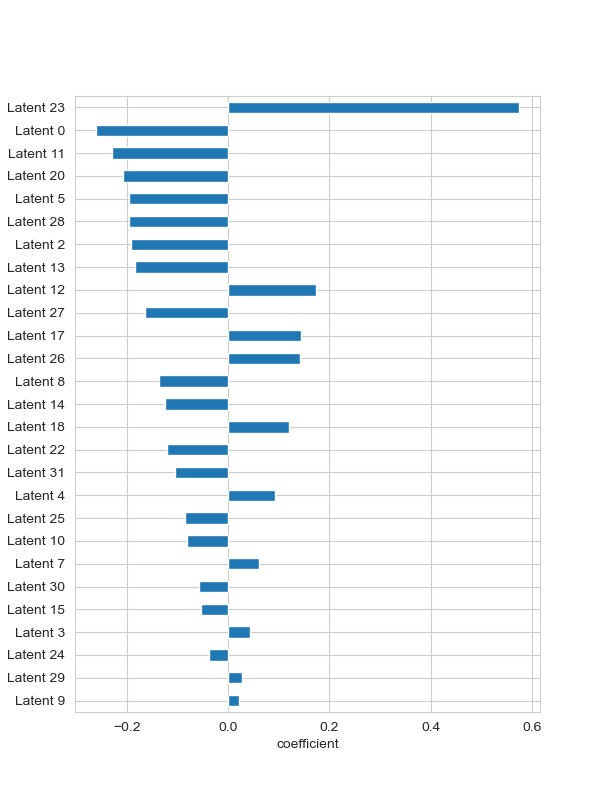 Latent 23
Latent 0
Latent 11
Latent 20
Latent 5
Latent 28
Latent 2
Latent 13
Latent 12
Latent 27
Latent 17
Latent 26
Latent 8
Latent 14
Latent 18
Latent 22
Latent 31
Latent 4
Latent 25
Latent 10
Latent 7
Latent 30
Latent 15
Latent 3
Latent 24
Latent 29
Latent 9
−0.2 0.0 0.2 0.4 0.6
coefficient